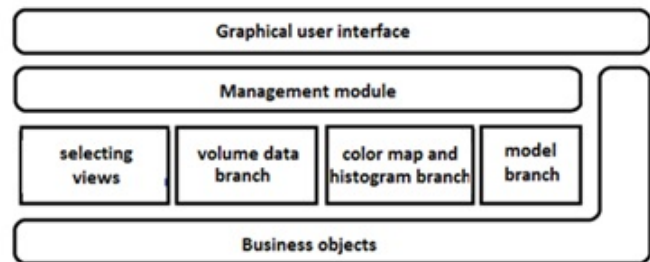 Graphical user interface
Management module
selecting
views
volume data
branch
color map and
histogram branch
model
branch
Business objects